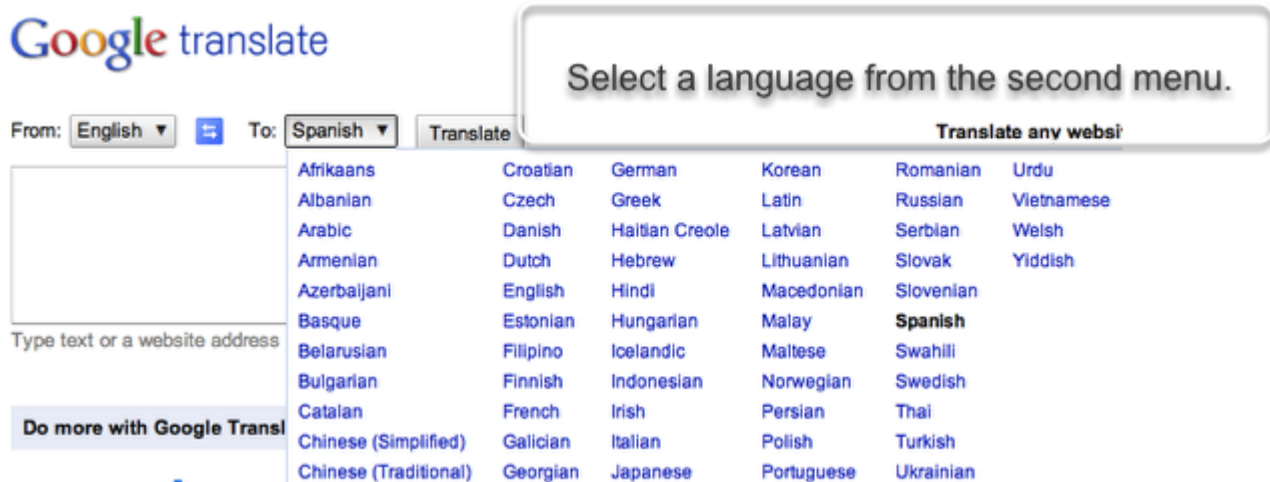 Google translate
Select a language from the second menu.
From: English ▼ To: Spanish ▼ Translate
Translate any websi
Afrikaans Croatian German Korean Romanian Urdu
Albanian Czech Greek Latin Russian Vietnamese
Arabic Danish Haitian Creole Latvian Serbian Welsh
Armenian Dutch Hebrew Lithuanian Slovak Yiddish
Azerbaijani English Hindi Macedonian Slovenian
Basque Estonian Hungarian Malay Spanish
Type text or a website address
Belarusian Filipino Icelandic Maltese Swahili
Bulgarian Finnish Indonesian Norwegian Swedish
Catalan French Irish Persian Thai
Do more with Google Transl
Chinese (Simplified) Galician Italian Polish Turkish
Chinese (Traditional) Georgian Japanese Portuguese Ukrainian